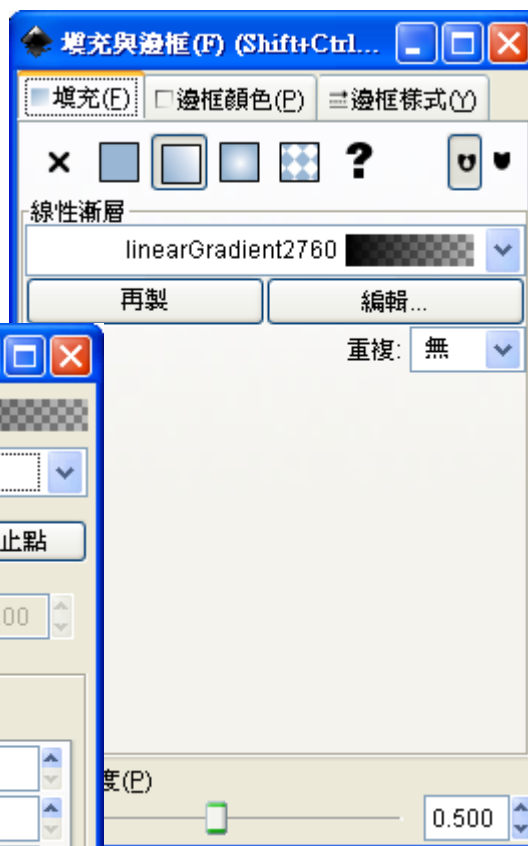 填充與邊框(F) (Shift+Ctrl...
填充(F) 邊框顏色(P) 邊框樣式(Y)
線性漸層
linearGradient2760
再製 編輯...
重複: 無
止點
00
度(P)
0.500